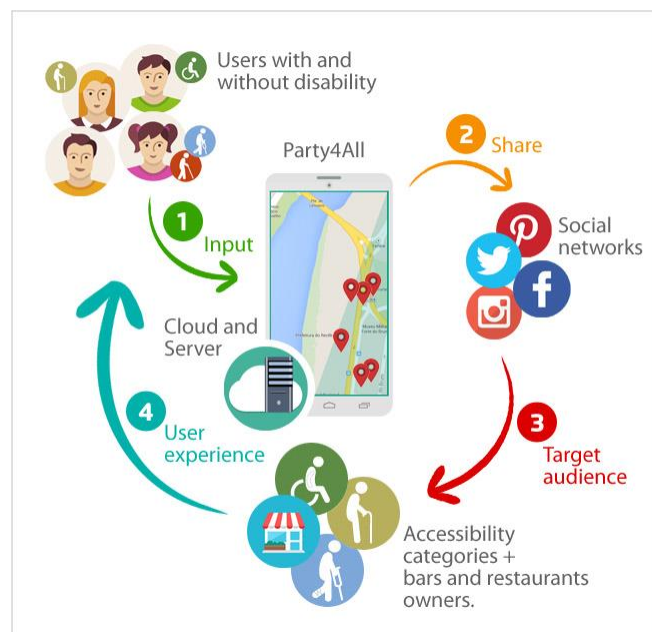 Users with and
without disability
Party4All
2
Share
1
Input
Social
networks
Cloud and
Server
4
User
experience
3
Target
audience
Accessibility
categories +
bars and restaurants
owners.